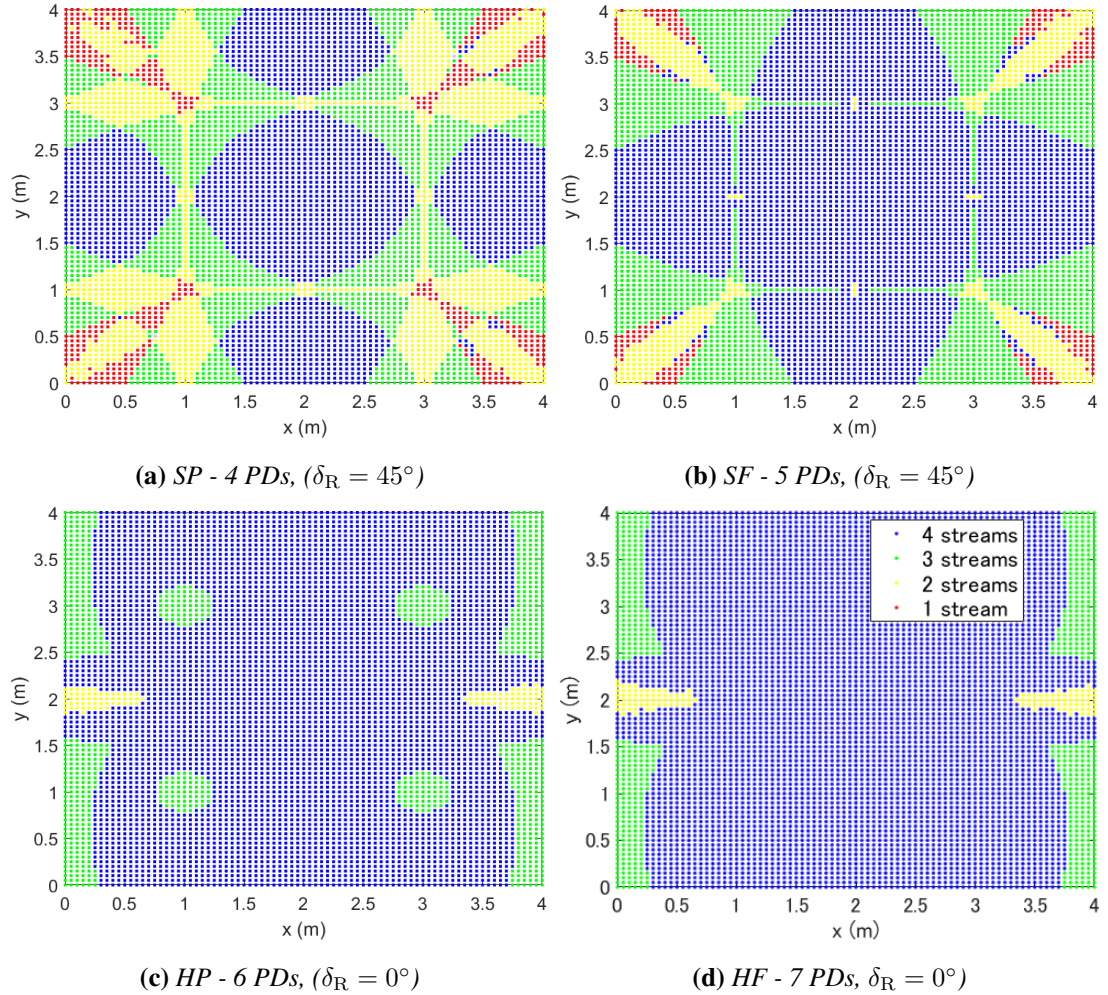 4
3.5
3
2.5
2
1.5
1
0.5
0
y (m)
0 0.5 1 1.5 2 2.5 3 3.5 4
x (m)
(a) SP - 4 PDs, (δR = 45°)
4
3.5
3
2.5
2
1.5
1
0.5
0
y (m)
0 0.5 1 1.5 2 2.5 3 3.5 4
x (m)
(b) SF - 5 PDs, (δR = 45°)
4
3.5
3
2.5
2
1.5
1
0.5
0
y (m)
0 0.5 1 1.5 2 2.5 3 3.5 4
x (m)
(c) HP - 6 PDs, (δR = 0°)
4
3.5
3
2.5
2
1.5
1
0.5
0
y (m)
4 streams
3 streams
2 streams
1 stream
0 0.5 1 1.5 2 2.5 3 3.5 4
x (m)
(d) HF - 7 PDs, δR = 0°)